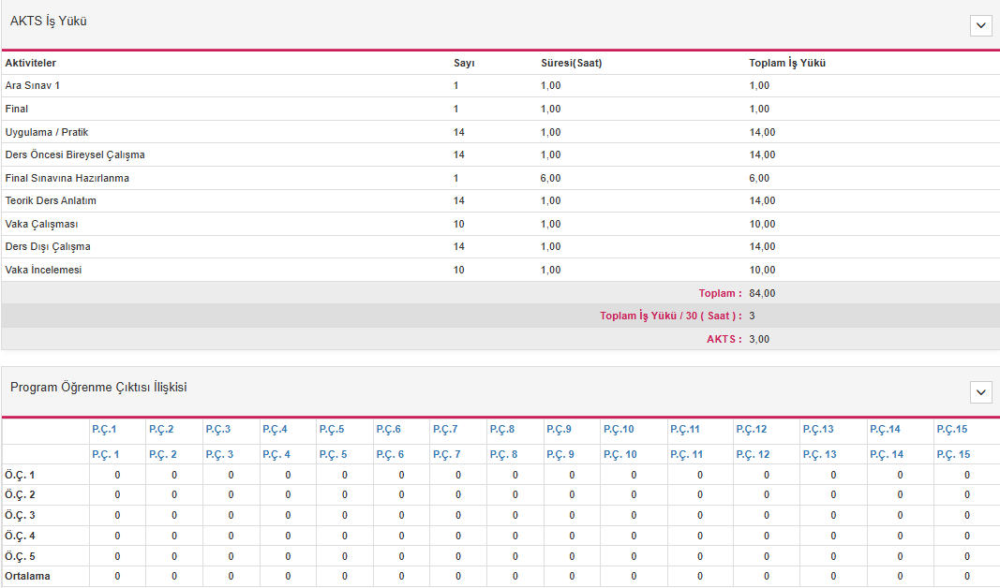 AKTS İş Yükü
Aktiviteler Sayı Süresi(Saat) Toplam İş Yükü
Ara Sınav 1 1 1,00 1,00
Final 1 1,00 1,00
Uygulama / Pratik 14 1,00 14,00
Ders Öncesi Bireysel Çalışma 14 1,00 14,00
Final Sınavına Hazırlanma 1 6,00 6,00
Teorik Ders Anlatım 14 1,00 14,00
Vaka Çalışması 10 1,00 10,00
Ders Dışı Çalışma 14 1,00 14,00
Vaka İncelemesi 10 1,00 10,00
Toplam : 84,00
Toplam İş Yükü / 30 ( Saat ) : 3
AKTS : 3,00
Program Öğrenme Çıktısı İlişkisi
P.Ç.1 P.Ç.2 P.Ç.3 P.Ç.4 P.Ç.5 P.Ç.6 P.Ç.7 P.Ç.8 P.Ç.9 P.Ç.10 P.Ç.11 P.Ç.12 P.Ç.13 P.Ç.14 P.Ç.15
P.Ç. 1 P.Ç. 2 P.Ç. 3 P.Ç. 4 P.Ç. 5 P.Ç. 6 P.Ç. 7 P.Ç. 8 P.Ç. 9 P.Ç. 10 P.Ç. 11 P.Ç. 12 P.Ç. 13 P.Ç. 14 P.Ç. 15
Ö.Ç. 1 0 0 0 0 0 0 0 0 0 0 0 0 0 0 0
Ö.Ç. 2 0 0 0 0 0 0 0 0 0 0 0 0 0 0 0
Ö.Ç. 3 0 0 0 0 0 0 0 0 0 0 0 0 0 0 0
Ö.Ç. 4 0 0 0 0 0 0 0 0 0 0 0 0 0 0 0
Ö.Ç. 5 0 0 0 0 0 0 0 0 0 0 0 0 0 0 0
Ortalama 0 0 0 0 0 0 0 0 0 0 0 0 0 0 0